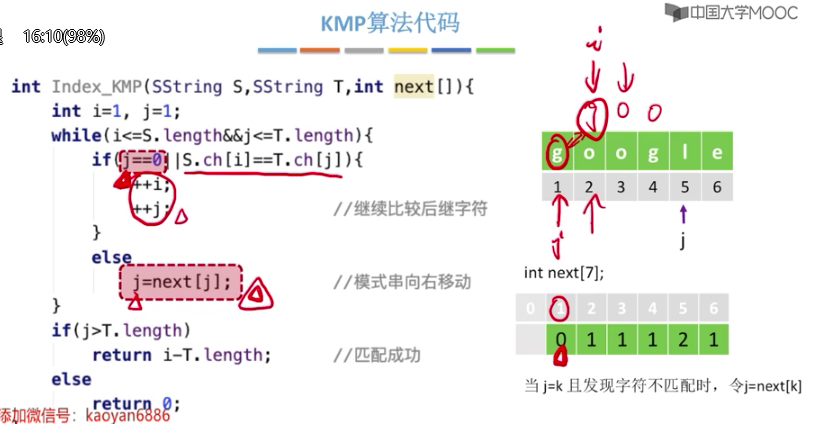 16:10(98%)
KMP算法代码
中国大学MOOC
int Index_KMP(SString S,SString T,int next[]){
int i=1, j=1;
while(i<=S.length&&j<=T.length){
if(j==0||S.ch[i]==T.ch[j]){
++i;
++j; //继续比较后继字符
}
else
j=next[j]; //模式串向右移动
}
if(j>T.length)
return i-T.length; //匹配成功
else
return 0;
添加微信号：kaoyan6886
i
g o o
g o o g l e
1 2 3 4 5 6
j j
int next[7];
0 1 2 3 4 5 6
0 1 1 1 2 1
当 j=k 且发现字符不匹配时，令j=next[k]